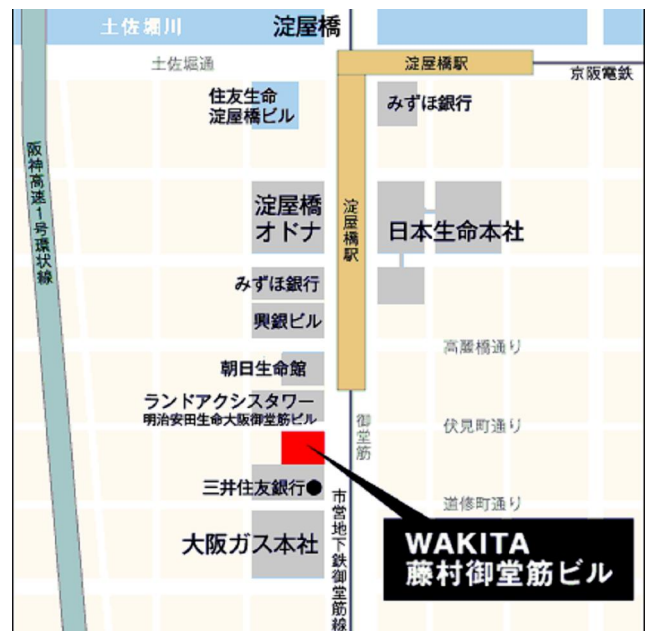 土佐堀川
淀屋橋
土佐堀通
淀屋橋駅
京阪電鉄
住友生命
淀屋橋ビル
みずほ銀行
阪神高速1号環状線
淀屋橋
オドナ
淀屋橋駅
日本生命本社
みずほ銀行
興銀ビル
高麗橋通り
朝日生命館
ランドアクシスタワー
明治安田生命大阪御堂筋ビル
御堂筋
伏見町通り
三井住友銀行
道修町通り
市営地下鉄御堂筋線
大阪ガス本社
WAKITA
藤村御堂筋ビル